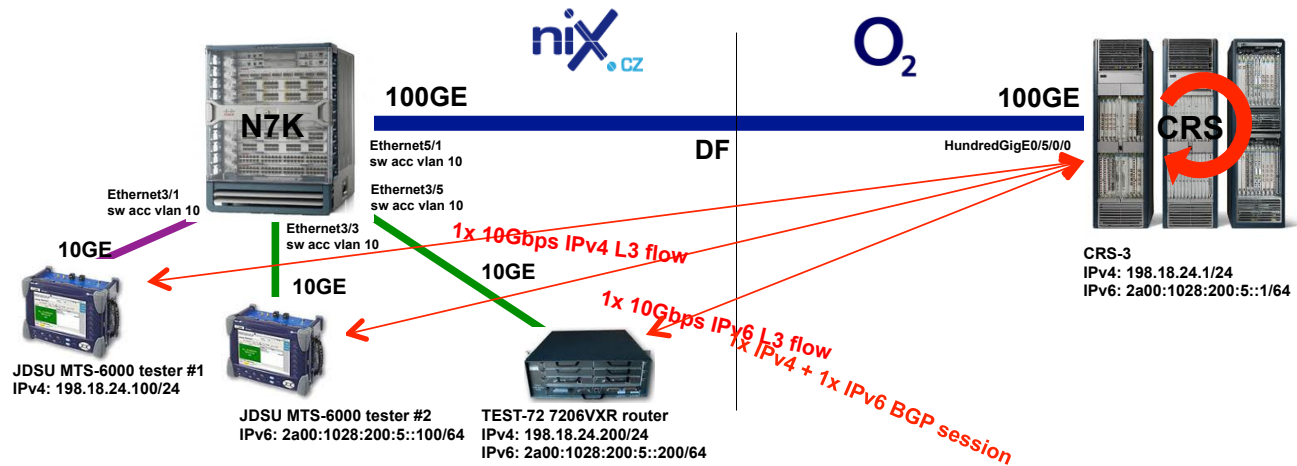 niX
.CZ
O2
100GE
100GE
N7K
CRS
Ethernet5/1
sw acc vlan 10
DF
HundredGigE0/5/0/0
Ethernet3/5
sw acc vlan 10
Ethernet3/1
sw acc vlan 10
Ethernet3/3
sw acc vlan 10
1x 10Gbps IPv4 L3 flow
10GE
10GE
10GE
1x 10Gbps IPv6 L3 flow
1x IPv4 + 1x IPv6 BGP session
CRS-3
IPv4: 198.18.24.1/24
IPv6: 2a00:1028:200:5::1/64
JDSU MTS-6000 tester #1
IPv4: 198.18.24.100/24
JDSU MTS-6000 tester #2
IPv6: 2a00:1028:200:5::100/64
TEST-72 7206VXR router
IPv4: 198.18.24.200/24
IPv6: 2a00:1028:200:5::200/64